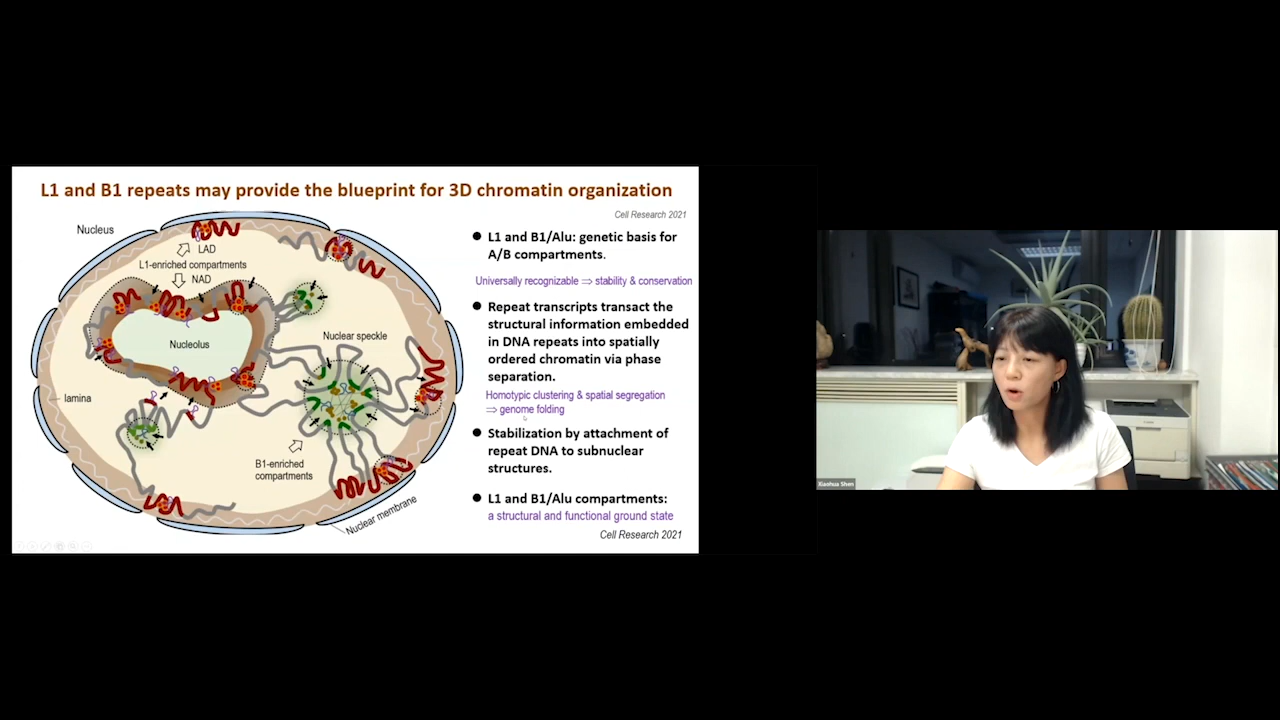 L1 and B1 repeats may provide the blueprint for 3D chromatin organization
Cell Research 2021
Nucleus
LAD
L1-enriched compartments
NAD
Nucleolus
Nuclear speckle
lamina
B1-enriched
compartments
Nuclear membrane
● L1 and B1/Alu: genetic basis for
A/B compartments.
Universally recognizable ⇒ stability & conservation
● Repeat transcripts transact the
structural information embedded
in DNA repeats into spatially
ordered chromatin via phase
separation.
Homotypic clustering & spatial segregation
⇒ genome folding
● Stabilization by attachment of
repeat DNA to subnuclear
structures.
● L1 and B1/Alu compartments:
a structural and functional ground state
Cell Research 2021
Xiaohua Shen